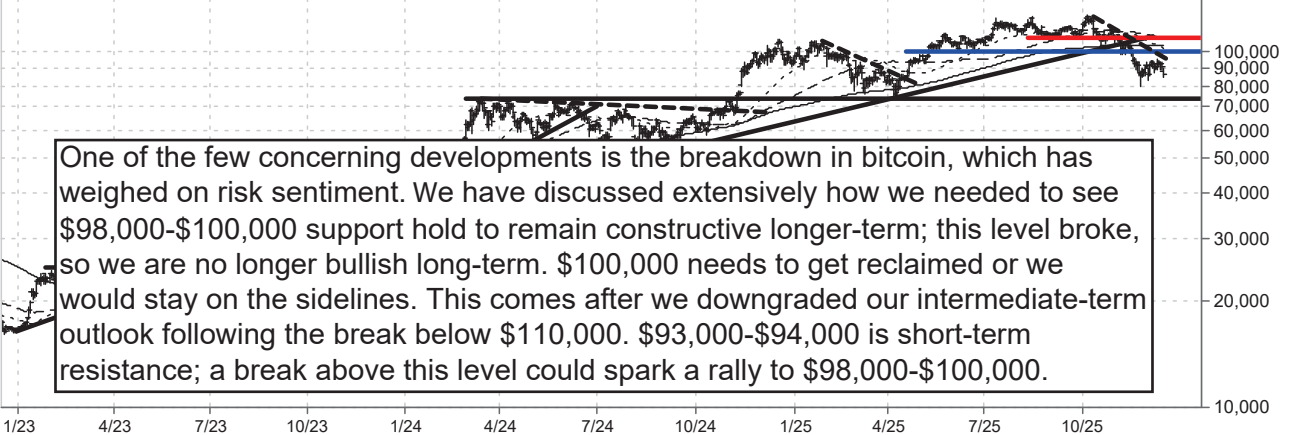 100,000
90,000
80,000
70,000
60,000
50,000
40,000
30,000
20,000
10,000
One of the few concerning developments is the breakdown in bitcoin, which has
weighed on risk sentiment. We have discussed extensively how we needed to see
$98,000-$100,000 support hold to remain constructive longer-term; this level broke,
so we are no longer bullish long-term. $100,000 needs to get reclaimed or we
would stay on the sidelines. This comes after we downgraded our intermediate-term
outlook following the break below $110,000. $93,000-$94,000 is short-term
resistance; a break above this level could spark a rally to $98,000-$100,000.
1/23 4/23 7/23 10/23 1/24 4/24 7/24 10/24 1/25 4/25 7/25 10/25